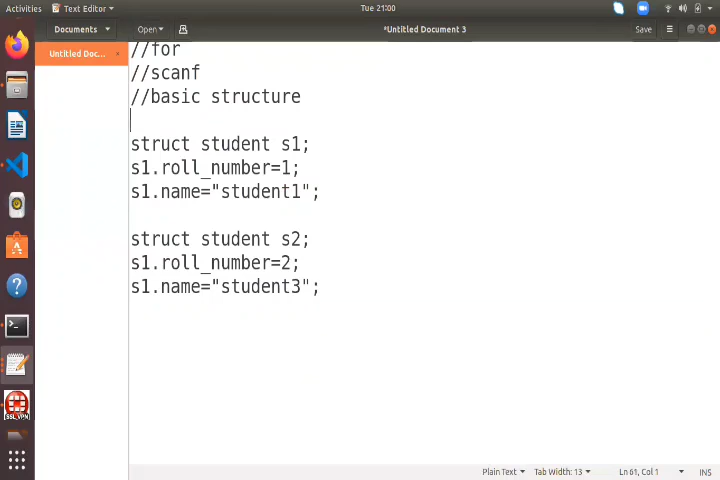 Activities Text Editor Tue 21:00
Documents Open *Untitled Document 3 Save
Untitled Doc... ×
//for
//scanf
//basic structure
struct student s1;
s1.roll_number=1;
s1.name="student1";
struct student s2;
s1.roll_number=2;
s1.name="student3";
[SSL_VPN]
Plain Text Tab Width: 13 Ln 61, Col 1 INS